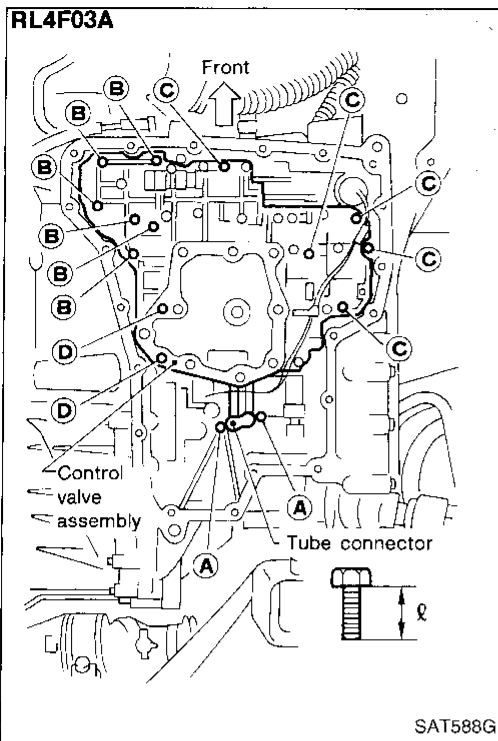 RL4F03A
Front
B
B
C
C
B
C
B
C
B
B
D
C
D
Control
valve
assembly
A
A
Tube connector
ℓ
SAT588G